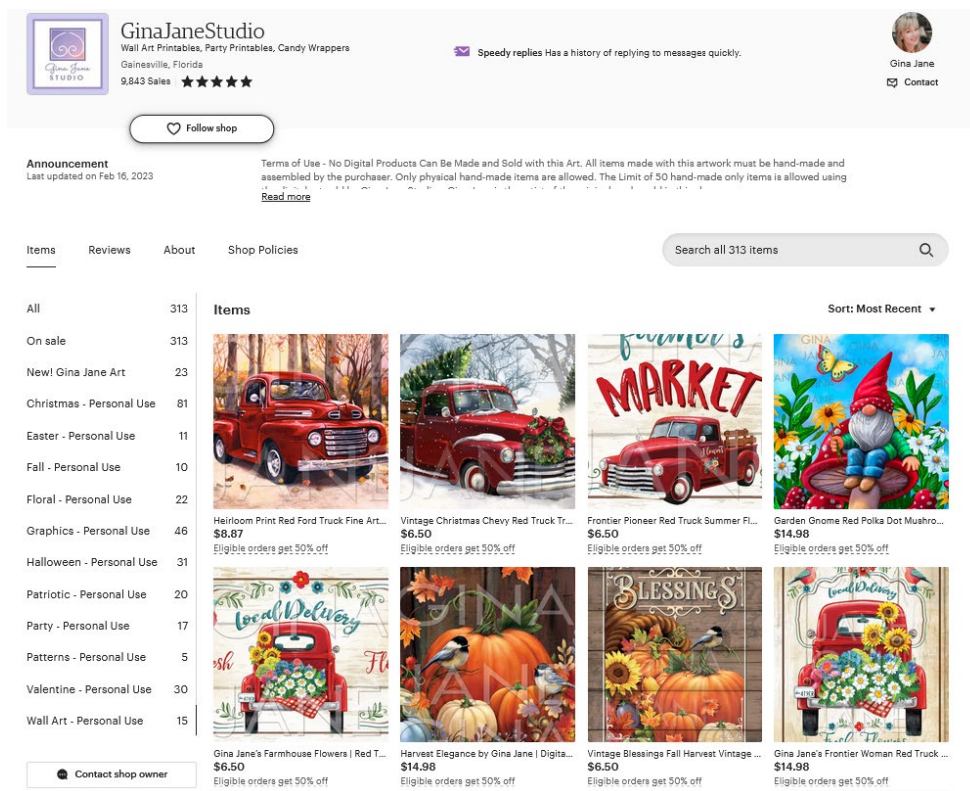 GinaJaneStudio
Wall Art Printables, Party Printables, Candy Wrappers
Gainesville, Florida
9,843 Sales
Gina Jane
STUDIO
Speedy replies Has a history of replying to messages quickly.
Gina Jane
Contact
Follow shop
Announcement
Last updated on Feb 16, 2023
Terms of Use - No Digital Products Can Be Made and Sold with this Art. All items made with this artwork must be hand-made and
assembled by the purchaser. Only physical hand-made items are allowed. The Limit of 50 hand-made only items is allowed using
Read more
Items
Reviews
About
Shop Policies
Search all 313 items
All 313
On sale 313
New! Gina Jane Art 23
Christmas - Personal Use 81
Easter - Personal Use 11
Fall - Personal Use 10
Floral - Personal Use 22
Graphics - Personal Use 46
Halloween - Personal Use 31
Patriotic - Personal Use 20
Party - Personal Use 17
Patterns - Personal Use 5
Valentine - Personal Use 30
Wall Art - Personal Use 15
Contact shop owner
Items
Sort: Most Recent
Farmer's
MARKET
GINA
JANE
Heirloom Print Red Ford Truck Fine Art...
$8.87
Eligible orders get 50% off
Vintage Christmas Chevy Red Truck Tr...
$6.50
Eligible orders get 50% off
Frontier Pioneer Red Truck Summer Fl...
$6.50
Eligible orders get 50% off
Garden Gnome Red Polka Dot Mushro...
$14.98
Eligible orders get 50% off
Local Delivery
BLESSINGS
Local Delivery
Fresh Flowers
Gina Jane's Farmhouse Flowers | Red T...
$6.50
Eligible orders get 50% off
Harvest Elegance by Gina Jane | Digita...
$14.98
Eligible orders get 50% off
Vintage Blessings Fall Harvest Vintage ...
$6.50
Eligible orders get 50% off
Gina Jane's Frontier Woman Red Truck ...
$14.98
Eligible orders get 50% off